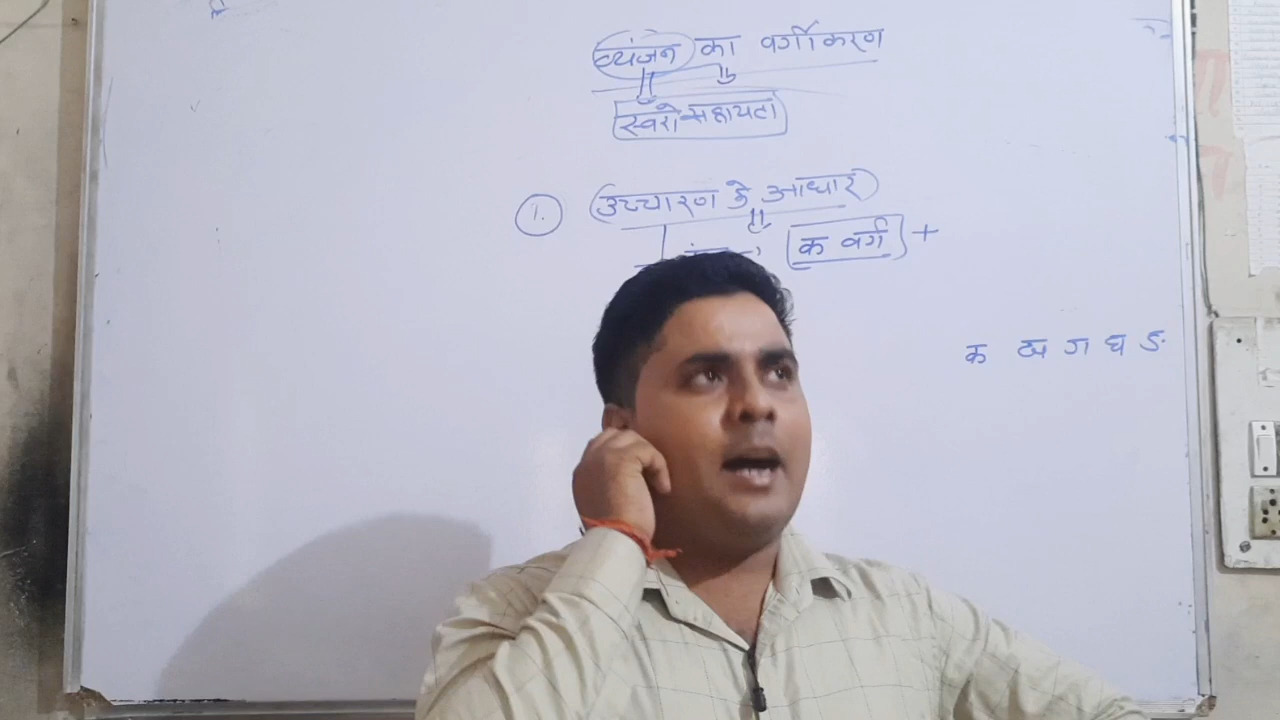 व्यंजन का वर्गीकरण
स्वरो सहायता
1. उच्चारण के आधार
क वर्ग +
क ख ग घ ङ